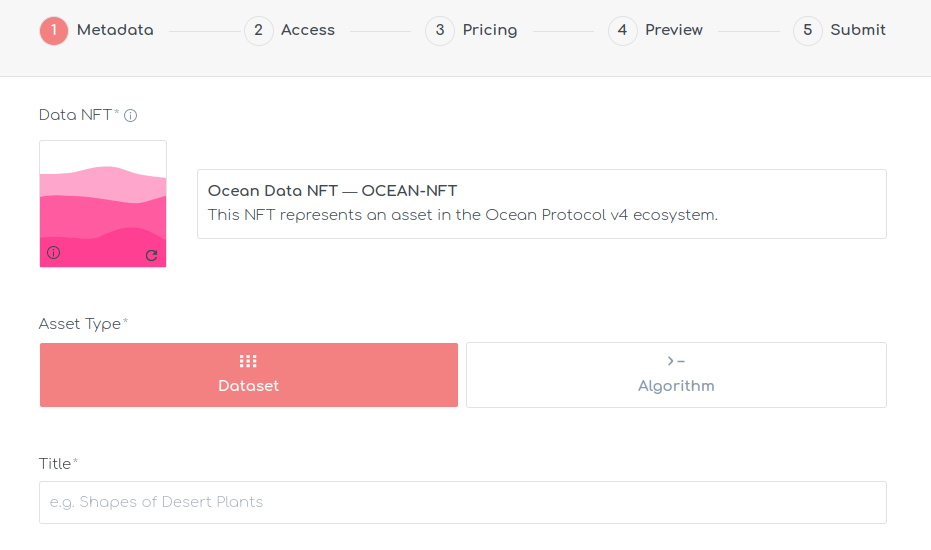 1 Metadata 2 Access 3 Pricing 4 Preview 5 Submit
Data NFT*
Ocean Data NFT — OCEAN-NFT
This NFT represents an asset in the Ocean Protocol v4 ecosystem.
Asset Type*
Dataset
Algorithm
Title*
e.g. Shapes of Desert Plants